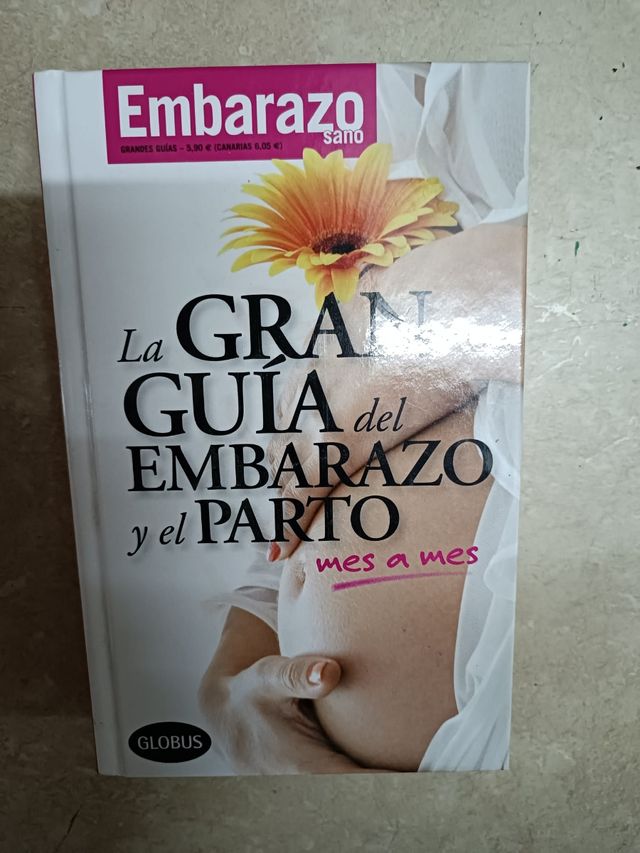 Embarazo
sano
GRANDES GUÍAS – 5,90 € (CANARIAS 6,05 €)
La GRAN
GUÍA del
EMBARAZO
y el PARTO
mes a mes
GLOBUS